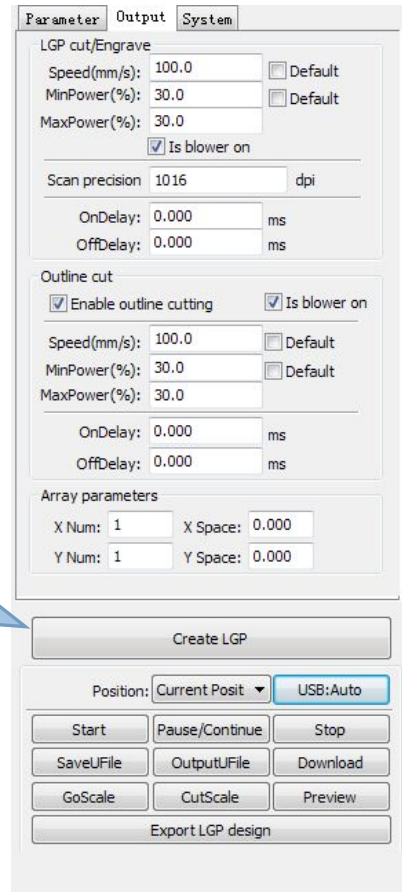 Parameter Output System
LGP cut/Engrave
Speed(mm/s): 100.0 Default
MinPower(%): 30.0 Default
MaxPower(%): 30.0
Is blower on
Scan precision 1016 dpi
OnDelay: 0.000 ms
OffDelay: 0.000 ms
Outline cut
Enable outline cutting Is blower on
Speed(mm/s): 100.0 Default
MinPower(%): 30.0 Default
MaxPower(%): 30.0
OnDelay: 0.000 ms
OffDelay: 0.000 ms
Array parameters
X Num: 1 X Space: 0.000
Y Num: 1 Y Space: 0.000
Create LGP
Position: Current Posit USB:Auto
Start Pause/Continue Stop
SaveUFile OutputUFile Download
GoScale CutScale Preview
Export LGP design